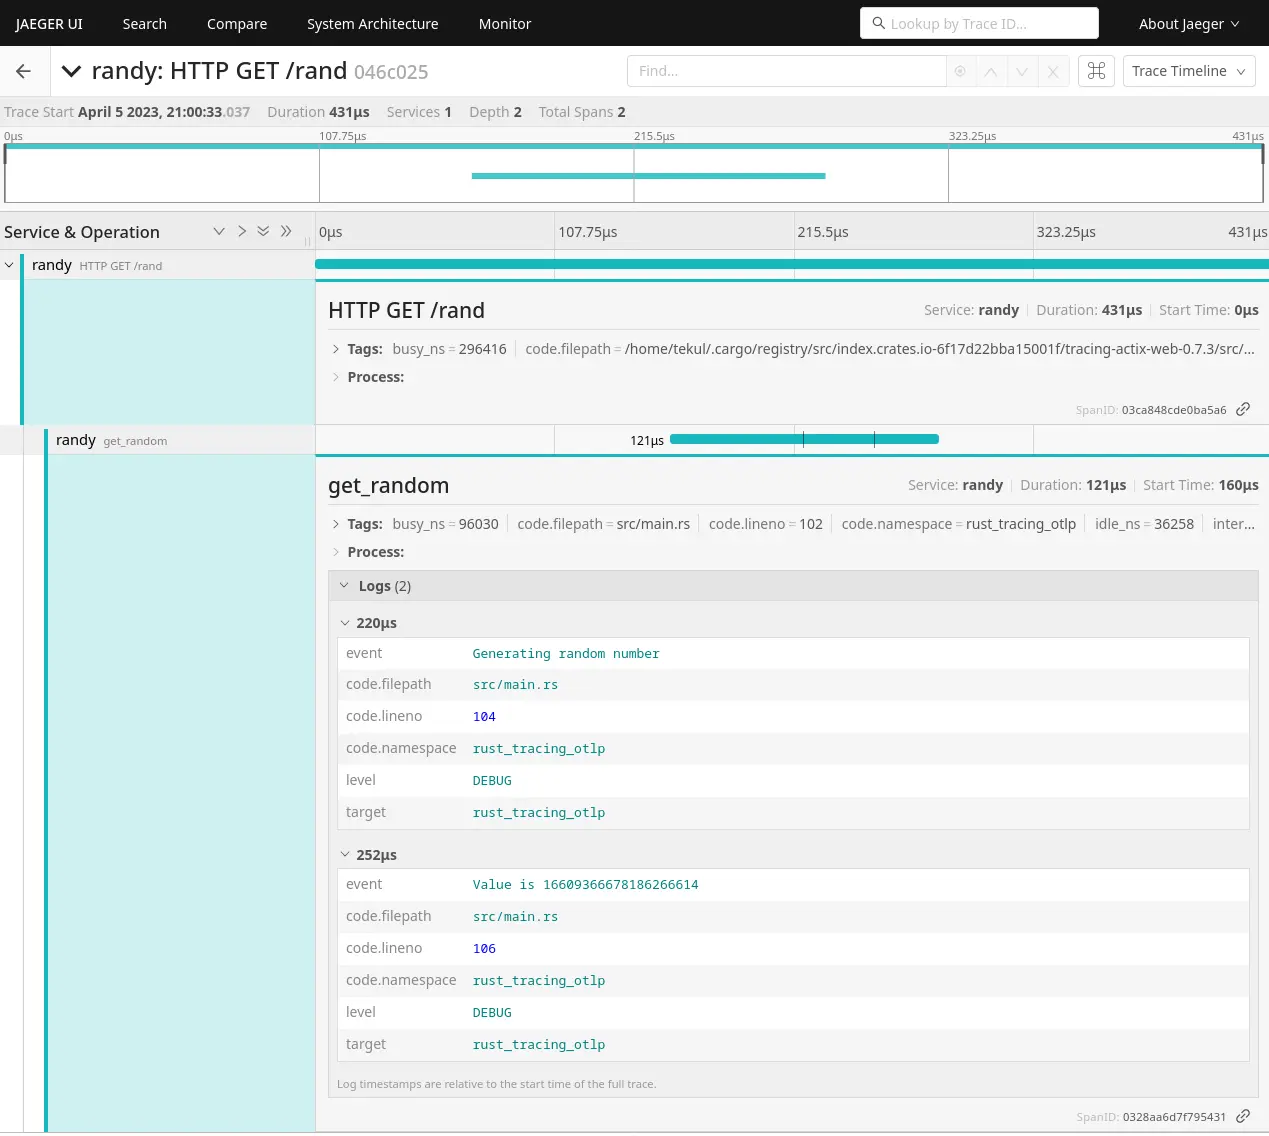 JAEGER UI Search Compare System Architecture Monitor Lookup by Trace ID... About Jaeger
randy: HTTP GET /rand 046c025 Find... Trace Timeline
Trace Start April 5 2023, 21:00:33.037 Duration 431μs Services 1 Depth 2 Total Spans 2
0μs 107.75μs 215.5μs 323.25μs 431μs
Service & Operation 0μs 107.75μs 215.5μs 323.25μs 431μs
randy HTTP GET /rand
HTTP GET /rand Service: randy Duration: 431μs Start Time: 0μs
Tags: busy_ns = 296416 code.filepath = /home/tekul/.cargo/registry/src/index.crates.io-6f17d22bba15001f/tracing-actix-web-0.7.3/src/...
Process:
SpanID: 03ca848cde0ba5a6
randy get_random 121μs
get_random Service: randy Duration: 121μs Start Time: 160μs
Tags: busy_ns = 96030 code.filepath = src/main.rs code.lineno = 102 code.namespace = rust_tracing_otlp idle_ns = 36258 inter...
Process:
Logs (2)
220μs
event Generating random number
code.filepath src/main.rs
code.lineno 104
code.namespace rust_tracing_otlp
level DEBUG
target rust_tracing_otlp
252μs
event Value is 16609366678186266614
code.filepath src/main.rs
code.lineno 106
code.namespace rust_tracing_otlp
level DEBUG
target rust_tracing_otlp
Log timestamps are relative to the start time of the full trace.
SpanID: 0328aa6d7f795431